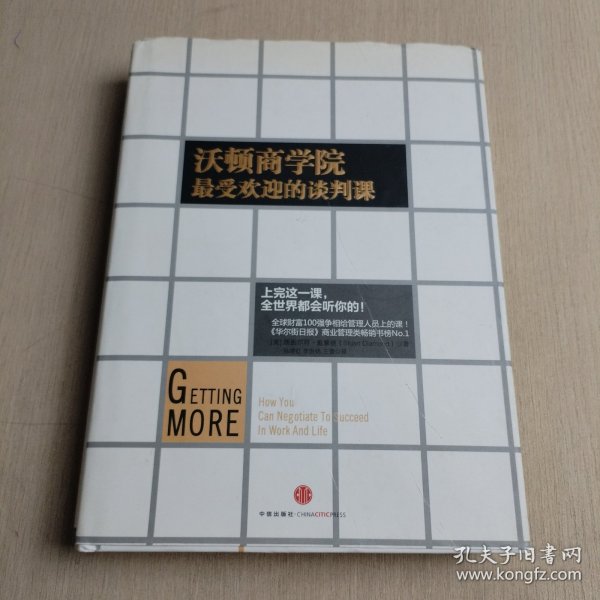 沃顿商学院
最受欢迎的谈判课
上完这一课，
全世界都会听你的！
全球财富100强争相给管理人员上的课！
《华尔街日报》商业管理类畅销书榜No.1
GETTING
MORE
How You
Can Negotiate To Succeed
In Work And Life
中信出版社·CHINACITICPRESS
孔夫子旧书网
www.kongfz.com